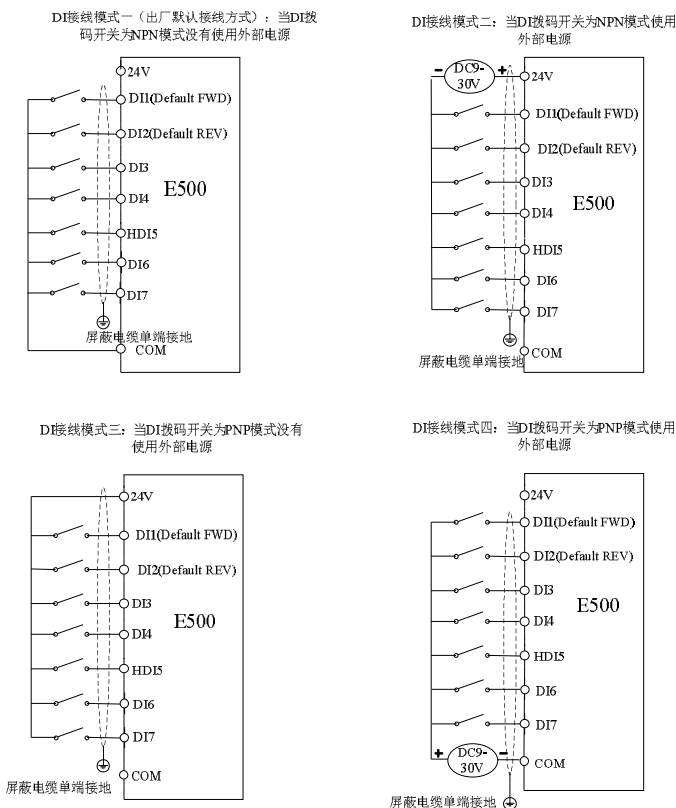 DI接线模式一（出厂默认接线方式）：当DI拨
码开关为NPN模式没有使用外部电源
24V
DI1(Default FWD)
DI2(Default REV)
DI3
DI4
E500
HDI5
DI6
DI7
屏蔽电缆单端接地
COM
DI接线模式二：当DI拨码开关为NPN模式使用
外部电源
- DC9- +
30V
24V
DI1(Default FWD)
DI2(Default REV)
DI3
DI4
E500
HDI5
DI6
DI7
COM
屏蔽电缆单端接地
DI接线模式三：当DI拨码开关为PNP模式没有
使用外部电源
24V
DI1(Default FWD)
DI2(Default REV)
DI3
DI4
E500
HDI5
DI6
DI7
COM
屏蔽电缆单端接地
DI接线模式四：当DI拨码开关为PNP模式使用
外部电源
24V
DI1(Default FWD)
DI2(Default REV)
DI3
DI4
E500
HDI5
DI6
DI7
+ DC9- -
30V
COM
屏蔽电缆单端接地